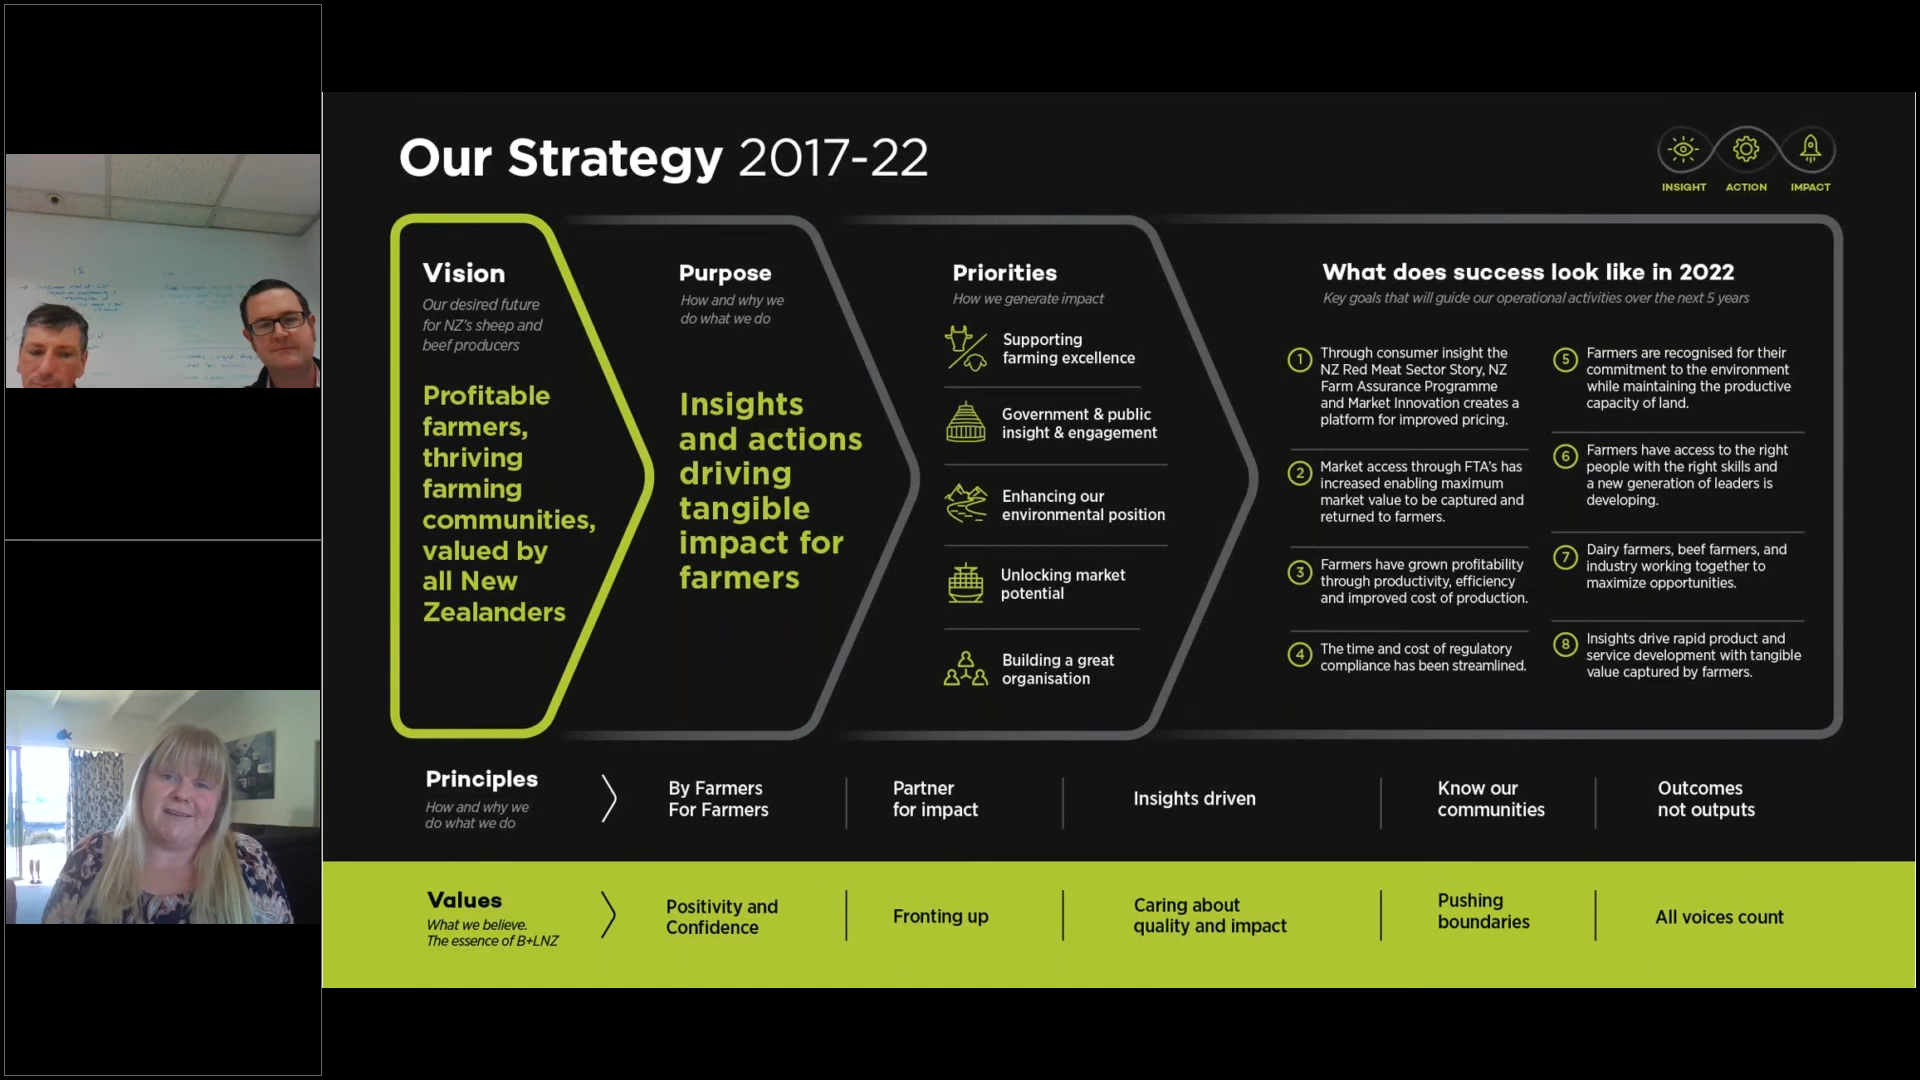 Our Strategy 2017-22
INSIGHT
ACTION
IMPACT
Vision
Our desired future
for NZ's sheep and
beef producers
Profitable
farmers,
thriving
farming
communities,
valued by
all New
Zealanders
Purpose
How and why we
do what we do
Insights
and actions
driving
tangible
impact for
farmers
Priorities
How we generate impact
Supporting
farming excellence
Government & public
insight & engagement
Enhancing our
environmental position
Unlocking market
potential
Building a great
organisation
What does success look like in 2022
Key goals that will guide our operational activities over the next 5 years
1 Through consumer insight the
NZ Red Meat Sector Story, NZ
Farm Assurance Programme
and Market Innovation creates a
platform for improved pricing.
2 Market access through FTA's has
increased enabling maximum
market value to be captured and
returned to farmers.
3 Farmers have grown profitability
through productivity, efficiency
and improved cost of production.
4 The time and cost of regulatory
compliance has been streamlined.
5 Farmers are recognised for their
commitment to the environment
while maintaining the productive
capacity of land.
6 Farmers have access to the right
people with the right skills and
a new generation of leaders is
developing.
7 Dairy farmers, beef farmers, and
industry working together to
maximize opportunities.
8 Insights drive rapid product and
service development with tangible
value captured by farmers.
Principles
How and why we
do what we do
By Farmers
For Farmers
Partner
for impact
Insights driven
Know our
communities
Outcomes
not outputs
Values
What we believe.
The essence of B+LNZ
Positivity and
Confidence
Fronting up
Caring about
quality and impact
Pushing
boundaries
All voices count